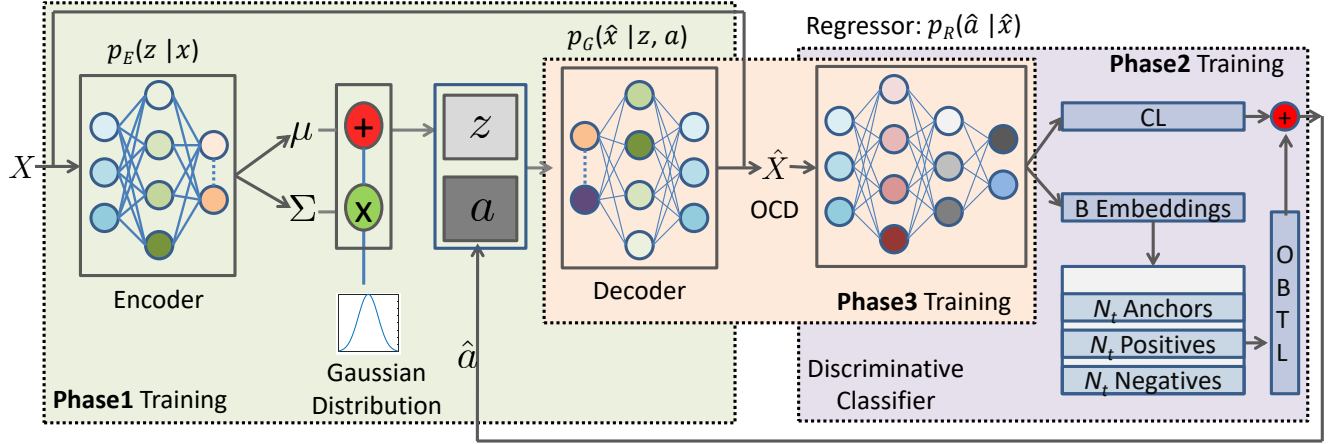 p_E(z | x)
p_G(x̂ | z, a)
Regressor: p_R(â | x̂)
Phase2 Training
X
μ
Σ
+
x
z
a
X̂
OCD
CL
+
B Embeddings
Encoder
Decoder
Phase3 Training
N_t Anchors
N_t Positives
N_t Negatives
O
B
T
L
â
Gaussian
Distribution
Phase1 Training
Discriminative
Classifier